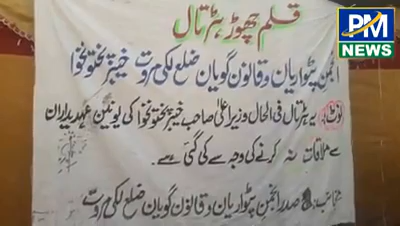 PM
NEWS
قلم چھوڑ ہڑتال
انجمن پٹواریان و قانون گویان ضلع لکی مروت خیبر پختونخوا
نوٹ: یہ ہڑتال فی الحال وزیر اعلیٰ صاحب خیبر پختونخوا کی یونین عہدیداران
سے ملاقات نہ کرنے کی وجہ سے کی گئی ہے۔
منجانب: صدر انجمن پٹواریان و قانون گویان ضلع لکی مروت